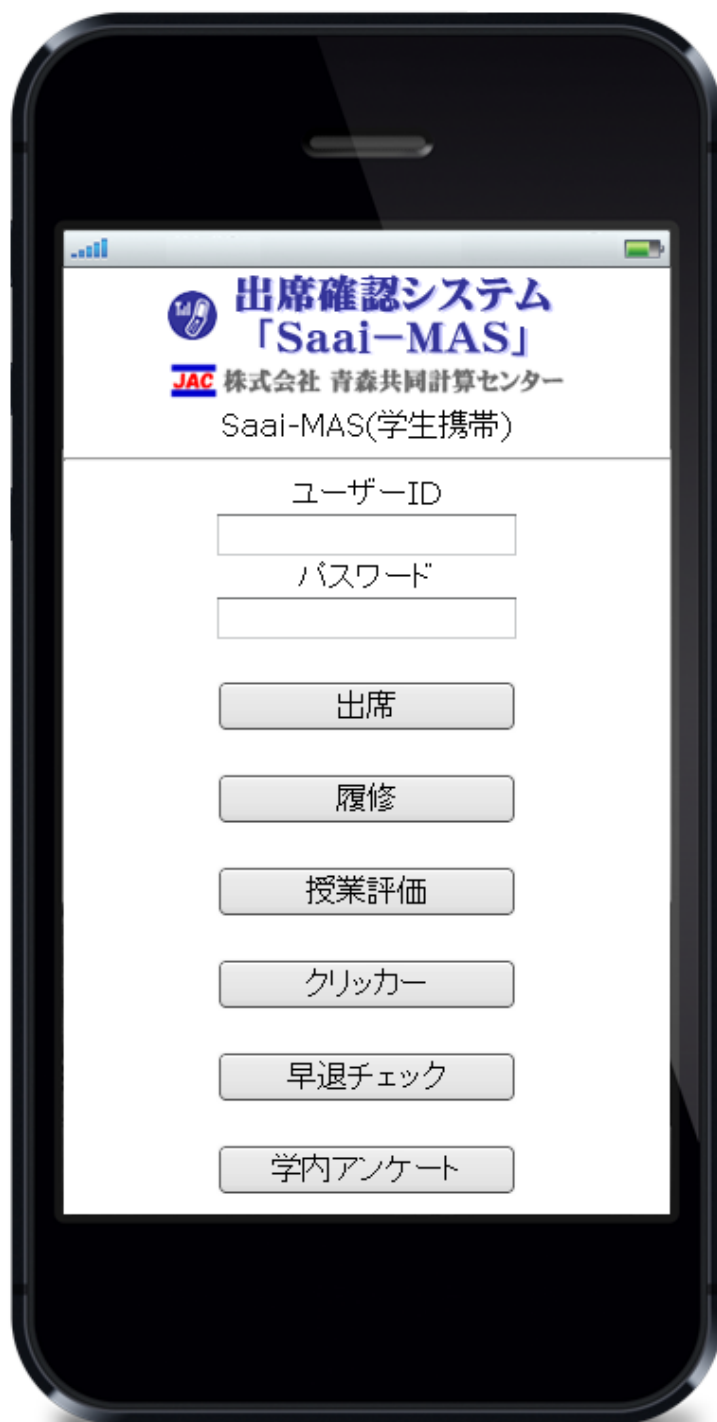 出席確認システム
「Saai-MAS」
JAC 株式会社 青森共同計算センター
Saai-MAS(学生携帯)
ユーザーID
パスワード
出席
履修
授業評価
クリッカー
早退チェック
学内アンケート